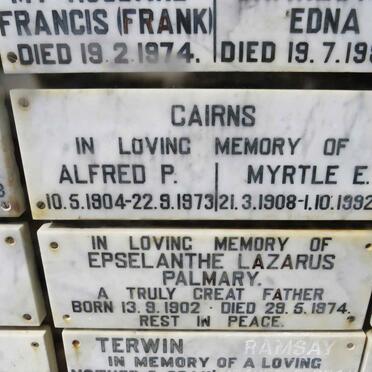 FRANCIS (FRANK) EDNA
DIED 19.2.1974. DIED 19.7.19
CAIRNS
IN LOVING MEMORY OF
ALFRED P. MYRTLE E.
10.5.1904-22.9.1973 21.3.1908-1.10.1992
IN LOVING MEMORY OF
EPSELANTHE LAZARUS
PALMARY.
A TRULY GREAT FATHER
BORN 13.9.1902 · DIED 29.5.1974.
REST IN PEACE.
TERWIN RAMSAY
IN MEMORY OF A LOVING